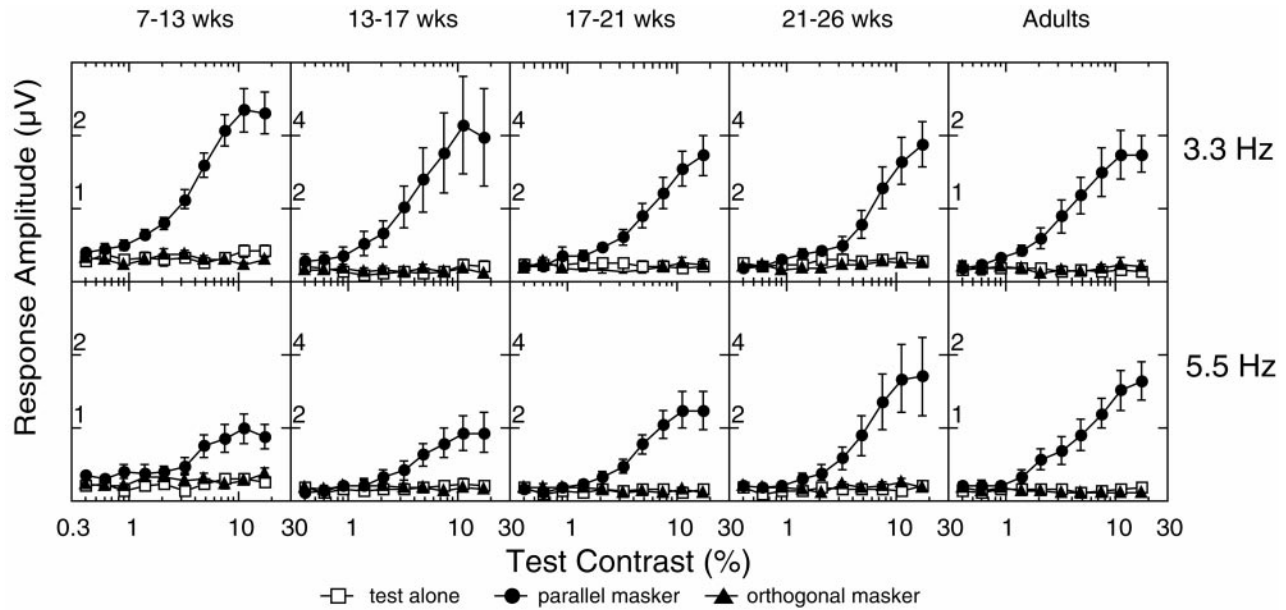 7-13 wks 13-17 wks 17-21 wks 21-26 wks Adults
Response Amplitude (µV)
2 4 4 4 2
3.3 Hz
1 2 2 2 1
2 4 4 4 2
5.5 Hz
1 2 2 2 1
0.3 1 10 30 1 10 30 1 10 30 1 10 30 1 10 30
Test Contrast (%)
test alone parallel masker orthogonal masker